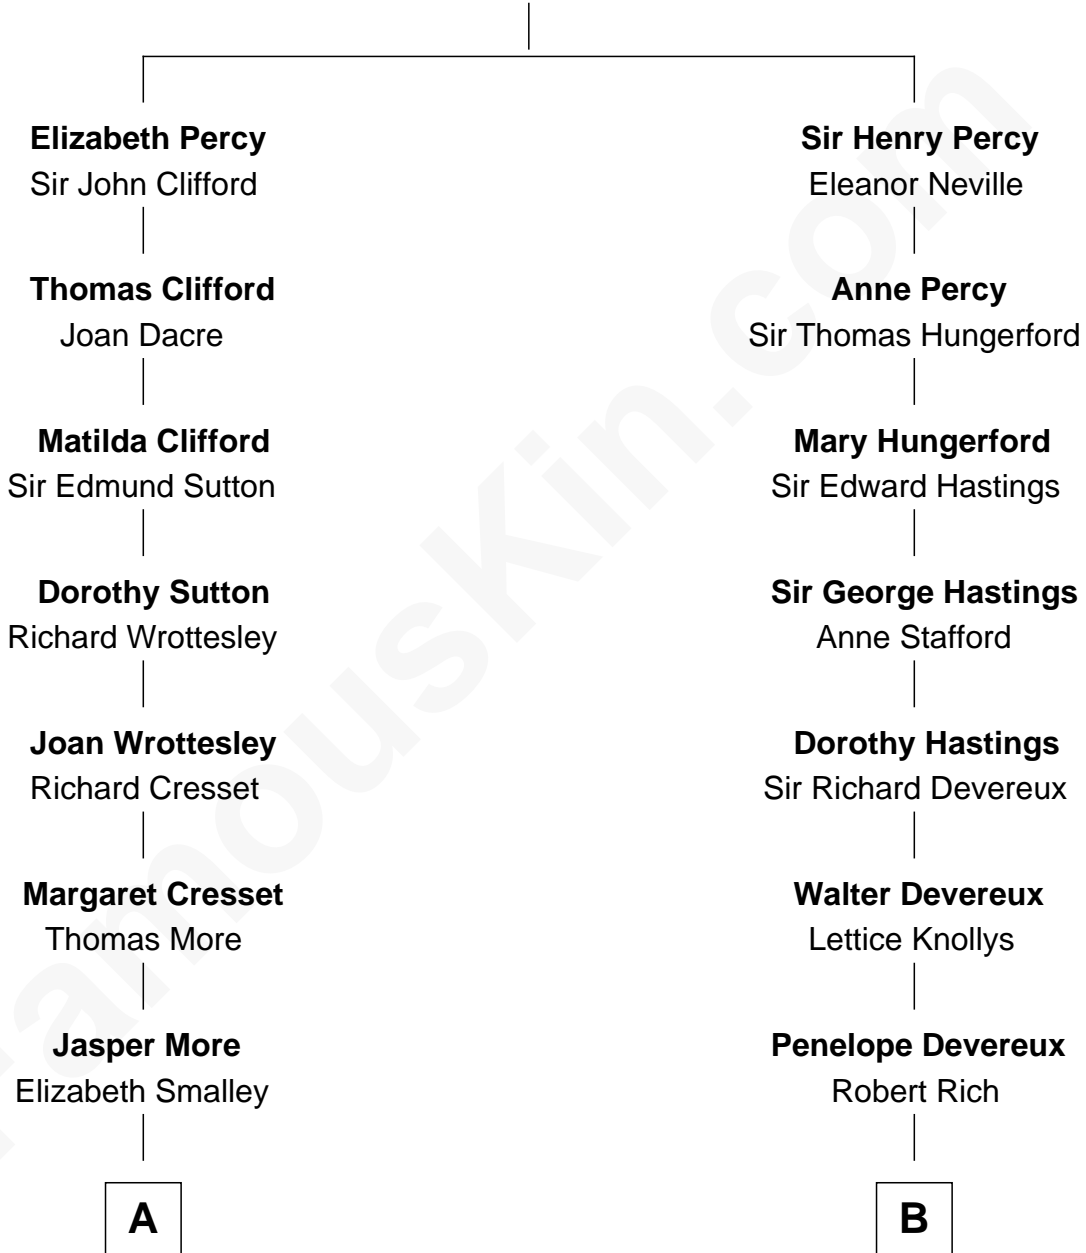 Elizabeth Percy
Sir John Clifford
Thomas Clifford
Joan Dacre
Matilda Clifford
Sir Edmund Sutton
Dorothy Sutton
Richard Wrottesley
Joan Wrottesley
Richard Cresset
Margaret Cresset
Thomas More
Jasper More
Elizabeth Smalley
A
Sir Henry Percy
Eleanor Neville
Anne Percy
Sir Thomas Hungerford
Mary Hungerford
Sir Edward Hastings
Sir George Hastings
Anne Stafford
Dorothy Hastings
Sir Richard Devereux
Walter Devereux
Lettice Knollys
Penelope Devereux
Robert Rich
B
FamousKin.com